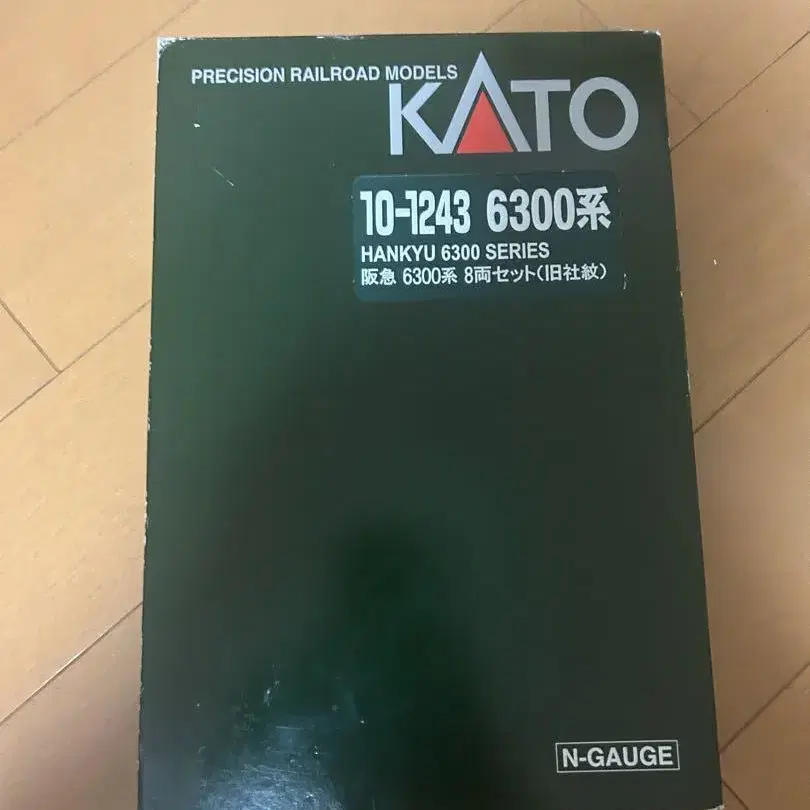 PRECISION RAILROAD MODELS
KATO
10-1243 6300系
HANKYU 6300 SERIES
阪急 6300系 8両セット(旧社紋)
N-GAUGE